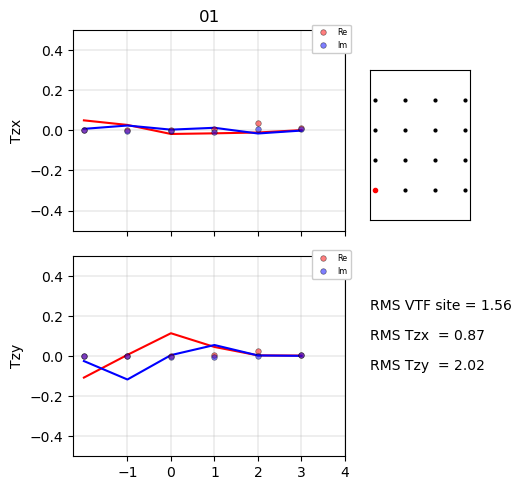 01
Re
Im
Tzx
0.4
0.2
0.0
−0.2
−0.4
Re
Im
Tzy
0.4
0.2
0.0
−0.2
−0.4
−1 0 1 2 3 4
RMS VTF site = 1.56
RMS Tzx = 0.87
RMS Tzy = 2.02